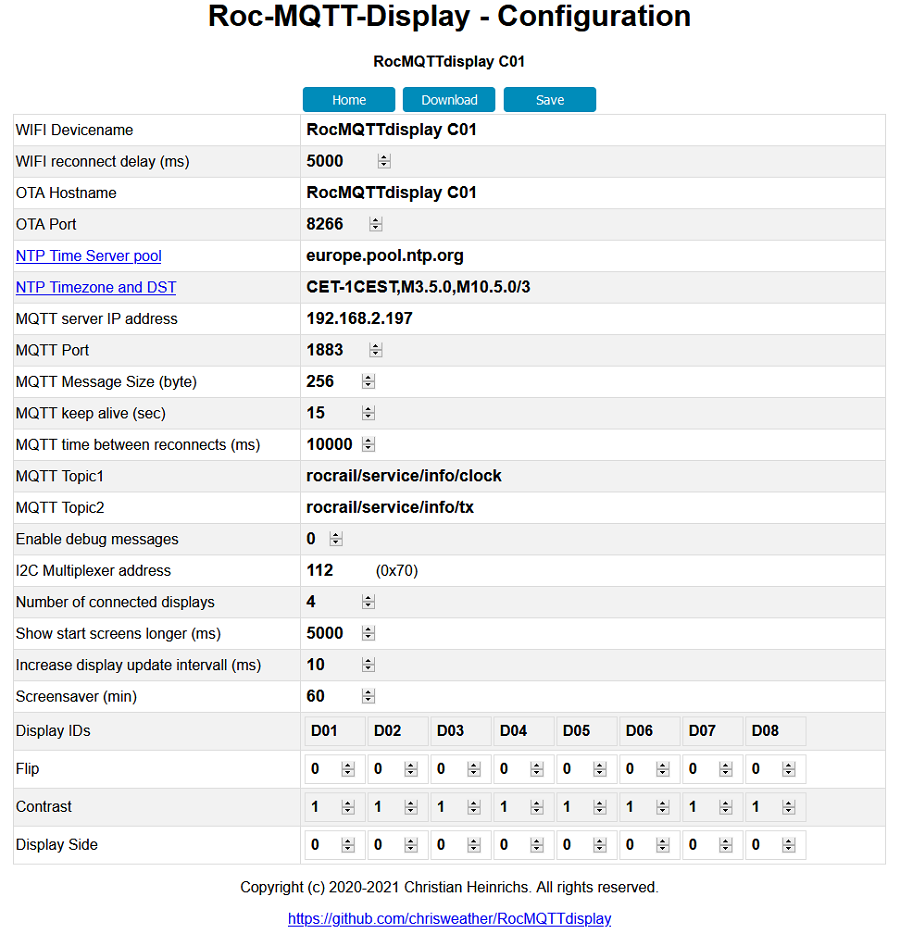 Roc-MQTT-Display - Configuration
RocMQTTdisplay C01
Home Download Save
WIFI Devicename RocMQTTdisplay C01
WIFI reconnect delay (ms) 5000
OTA Hostname RocMQTTdisplay C01
OTA Port 8266
NTP Time Server pool europe.pool.ntp.org
NTP Timezone and DST CET-1CEST,M3.5.0,M10.5.0/3
MQTT server IP address 192.168.2.197
MQTT Port 1883
MQTT Message Size (byte) 256
MQTT keep alive (sec) 15
MQTT time between reconnects (ms) 10000
MQTT Topic1 rocrail/service/info/clock
MQTT Topic2 rocrail/service/info/tx
Enable debug messages 0
I2C Multiplexer address 112 (0x70)
Number of connected displays 4
Show start screens longer (ms) 5000
Increase display update intervall (ms) 10
Screensaver (min) 60
Display IDs D01 D02 D03 D04 D05 D06 D07 D08
Flip 0 0 0 0 0 0 0 0
Contrast 1 1 1 1 1 1 1 1
Display Side 0 0 0 0 0 0 0 0
Copyright (c) 2020-2021 Christian Heinrichs. All rights reserved.
https://github.com/chrisweather/RocMQTTdisplay